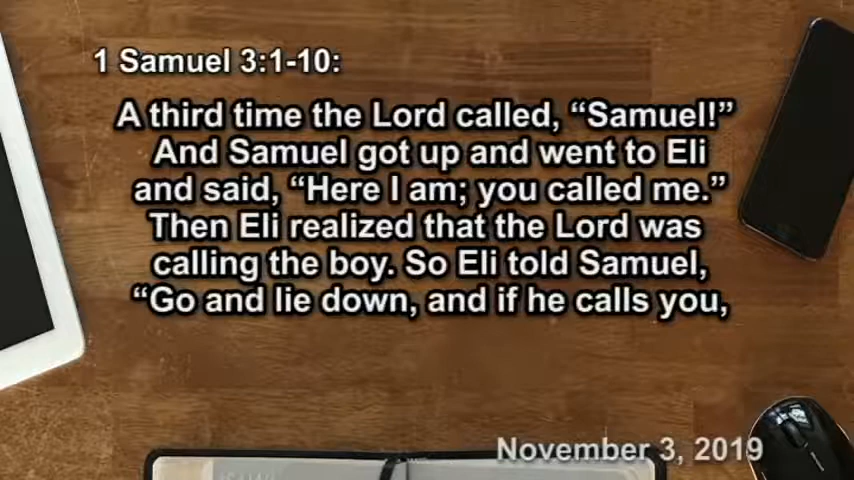 1 Samuel 3:1-10:
A third time the Lord called, “Samuel!”
And Samuel got up and went to Eli
and said, “Here I am; you called me.”
Then Eli realized that the Lord was
calling the boy. So Eli told Samuel,
“Go and lie down, and if he calls you,
November 3, 2019